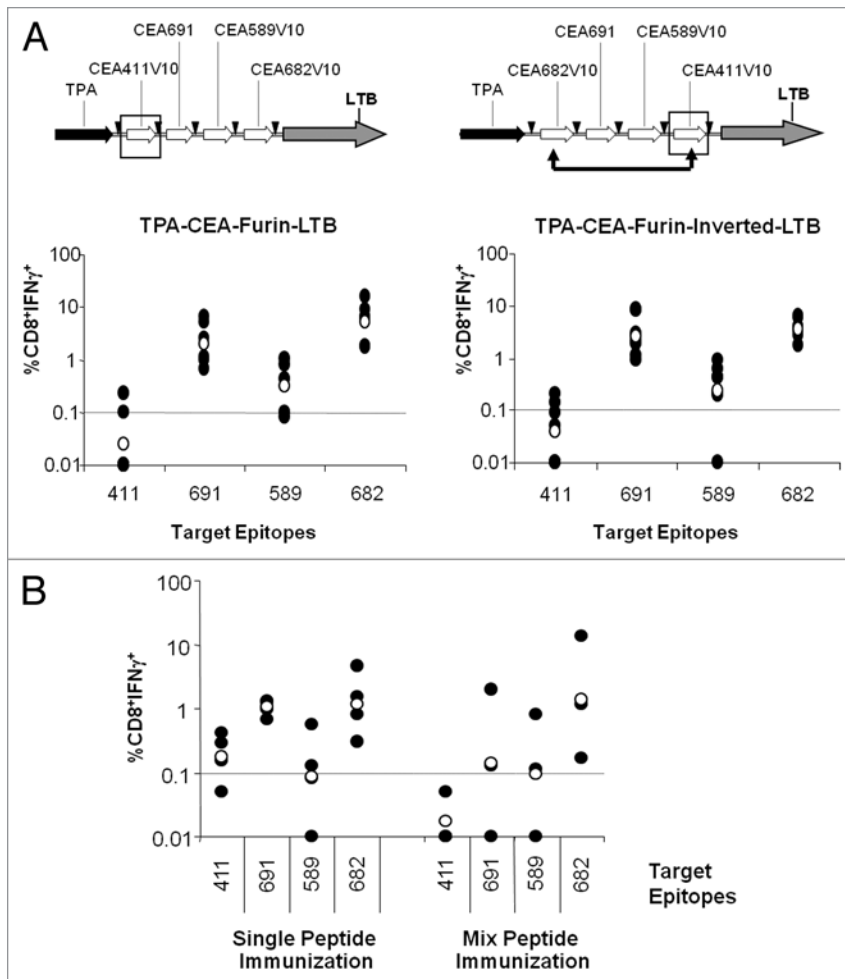 A
CEA691
CEA589V10
CEA411V10
CEA682V10
TPA
LTB
CEA691
CEA589V10
CEA682V10
CEA411V10
TPA
LTB
TPA-CEA-Furin-LTB
%CD8+IFNγ+
100
10
1
0.1
0.01
411
691
589
682
Target Epitopes
TPA-CEA-Furin-Inverted-LTB
%CD8+IFNγ+
100
10
1
0.1
0.01
411
691
589
682
Target Epitopes
B
%CD8+IFNγ+
100
10
1
0.1
0.01
411
691
589
682
411
691
589
682
Target
Epitopes
Single Peptide
Immunization
Mix Peptide
Immunization